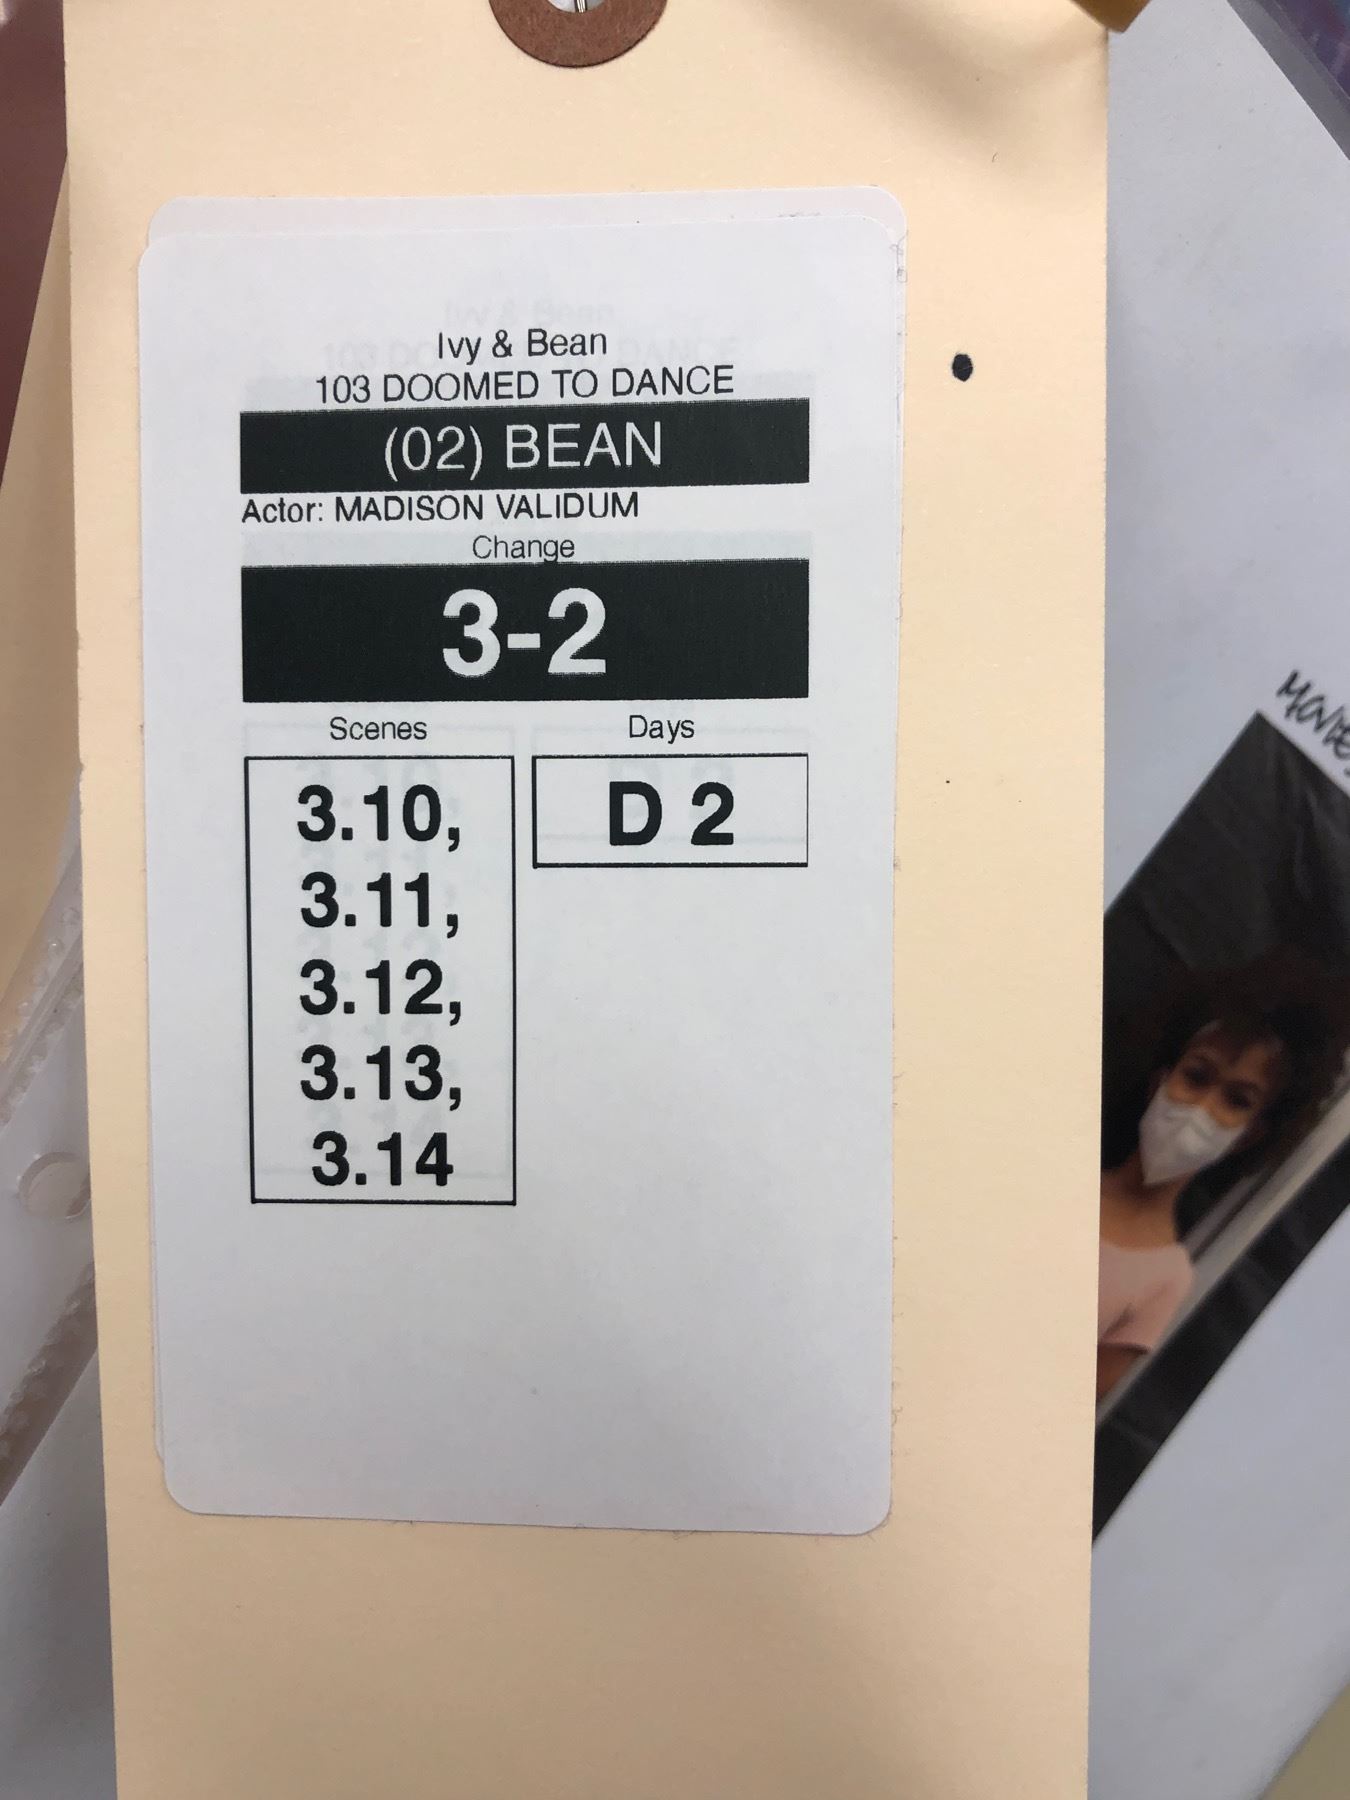 Ivy & Bean
103 DOOMED TO DANCE
(02) BEAN
Actor: MADISON VALIDUM
Change
3-2
Scenes
Days
3.10,
D 2
3.11,
3.12,
3.13,
3.14